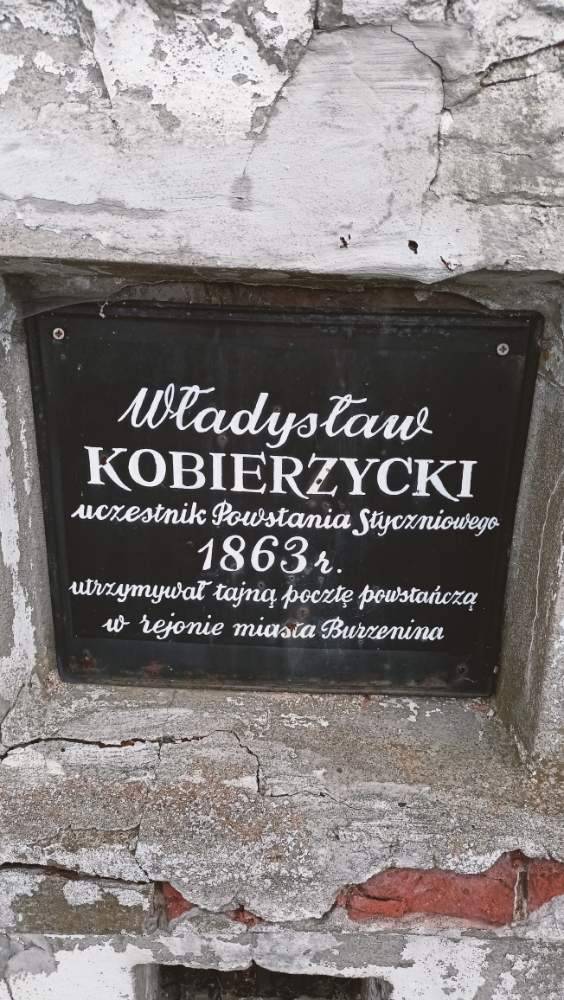 Władysław
KOBIERZYCKI
uczestnik Powstania Styczniowego
1863 r.
utrzymywał tajną pocztę powstańczą
w rejonie miasta Burzenina